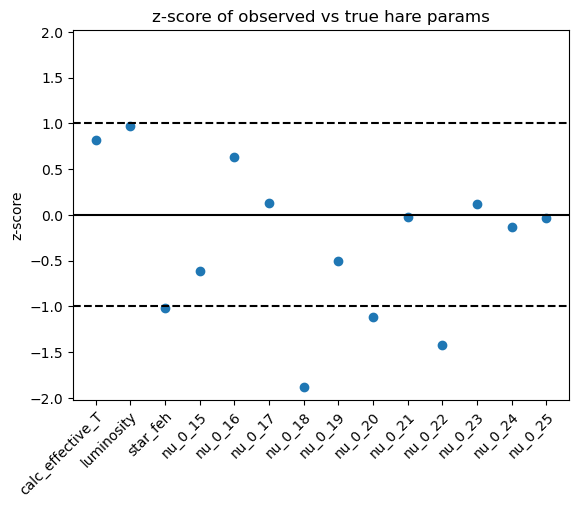 z-score of observed vs true hare params
2.0
1.5
1.0
0.5
0.0
−0.5
−1.0
−1.5
−2.0
z-score
calc_effective_T
luminosity
star_feh
nu_0_15
nu_0_16
nu_0_17
nu_0_18
nu_0_19
nu_0_20
nu_0_21
nu_0_22
nu_0_23
nu_0_24
nu_0_25